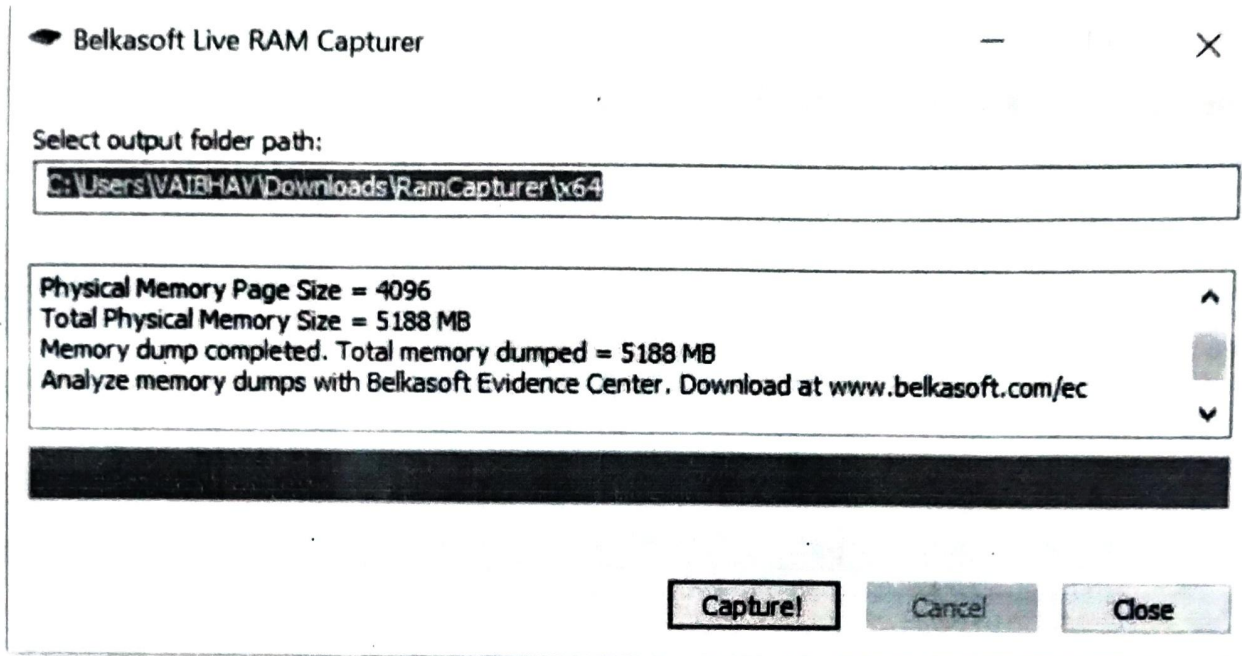 Belkasoft Live RAM Capturer
Select output folder path:
C:\Users\VAIBHAV\Downloads\RamCapturer\x64
Physical Memory Page Size = 4096
Total Physical Memory Size = 5188 MB
Memory dump completed. Total memory dumped = 5188 MB
Analyze memory dumps with Belkasoft Evidence Center. Download at www.belkasoft.com/ec
Capture! Cancel Close